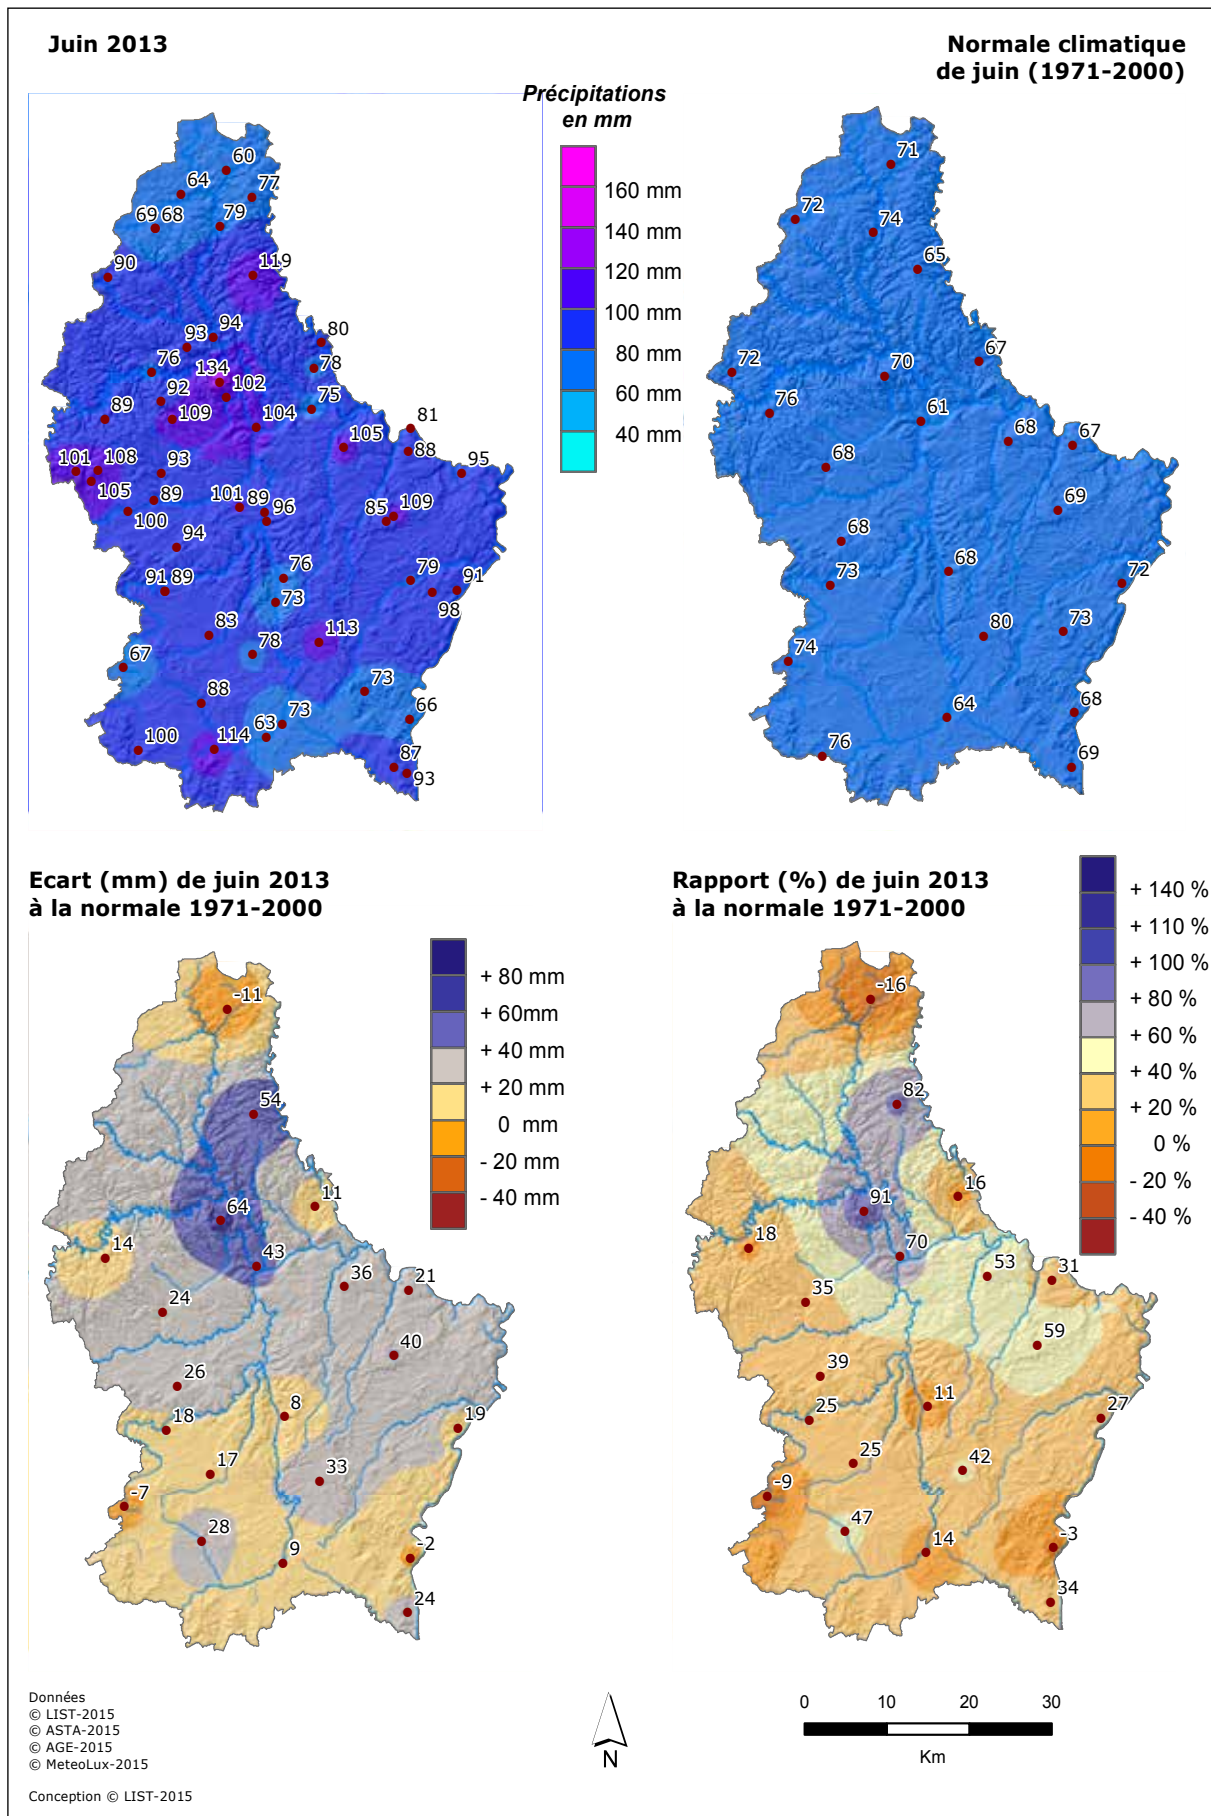 Juin 2013
Normale climatique
de juin (1971-2000)
Précipitations
en mm
160 mm
140 mm
120 mm
100 mm
80 mm
60 mm
40 mm
60
64
77
69 68
79
90
119
93
94
80
76
134
78
92
102
75
89
109
104
81
105
88
101
108
93
95
105
89
101
89
96
85
109
100
94
76
79
91
91 89
73
98
83
78
113
67
73
88
66
73
63
100
114
87
93
71
72
74
65
67
72
70
76
61
68
67
68
69
68
68
73
72
80
73
74
64
68
76
69
Ecart (mm) de juin 2013
à la normale 1971-2000
+ 80 mm
+ 60mm
+ 40 mm
+ 20 mm
0 mm
- 20 mm
- 40 mm
-11
54
11
64
14
43
36
21
24
40
26
8
18
19
17
33
-7
28
9
-2
24
Rapport (%) de juin 2013
à la normale 1971-2000
+ 140 %
+ 110 %
+ 100 %
+ 80 %
+ 60 %
+ 40 %
+ 20 %
0 %
- 20 %
- 40 %
-16
82
16
91
18
70
53
31
35
59
39
11
25
27
25
42
-9
47
14
-3
34
Données
© LIST-2015
© ASTA-2015
© AGE-2015
© MeteoLux-2015
Conception © LIST-2015
N
0 10 20 30
Km